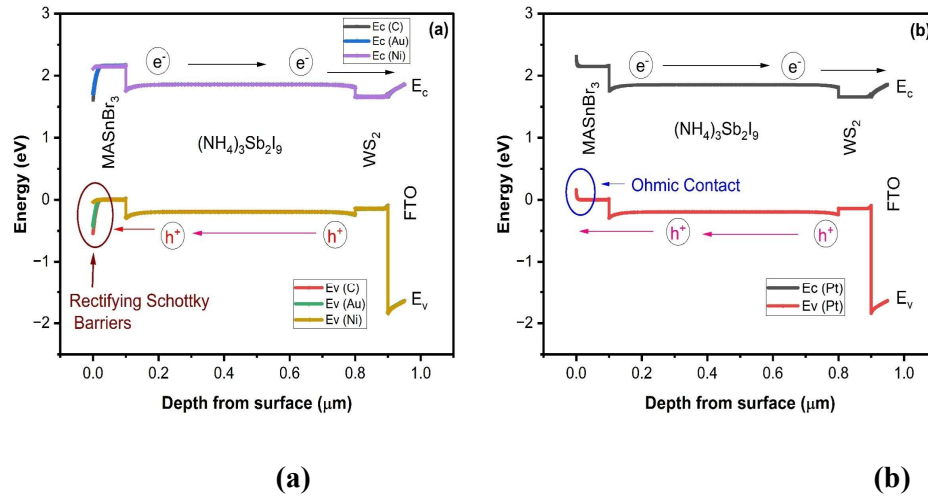 (a)
Ec (C)
Ec (Au)
Ec (Ni)
e⁻
e⁻
E_c
MASnBr₃
(NH₄)₃Sb₂I₉
WS₂
FTO
h⁺
h⁺
Rectifying Schottky
Barriers
Ev (C)
Ev (Au)
Ev (Ni)
E_v
Energy (eV)
3
2
1
0
−1
−2
0.0
0.2
0.4
0.6
0.8
1.0
Depth from surface (μm)
(a)
(b)
e⁻
e⁻
Ec
MASnBr₃
(NH₄)₃Sb₂I₉
WS₂
FTO
Ohmic Contact
h⁺
h⁺
Ec (Pt)
Ev (Pt)
E_v
Energy (eV)
3
2
1
0
−1
−2
0.0
0.2
0.4
0.6
0.8
1.0
Depth from surface (μm)
(b)